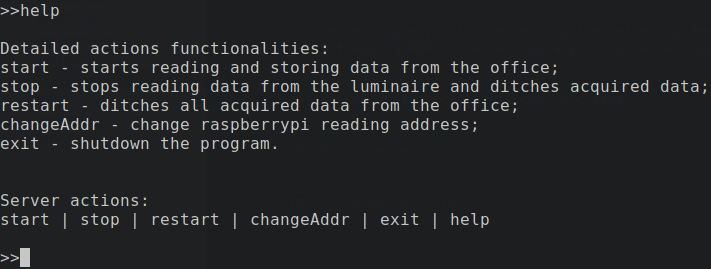 >>help
Detailed actions functionalities:
start - starts reading and storing data from the office;
stop - stops reading data from the luminaire and ditches acquired data;
restart - ditches all acquired data from the office;
changeAddr - change raspberrypi reading address;
exit - shutdown the program.
Server actions:
start | stop | restart | changeAddr | exit | help
>>